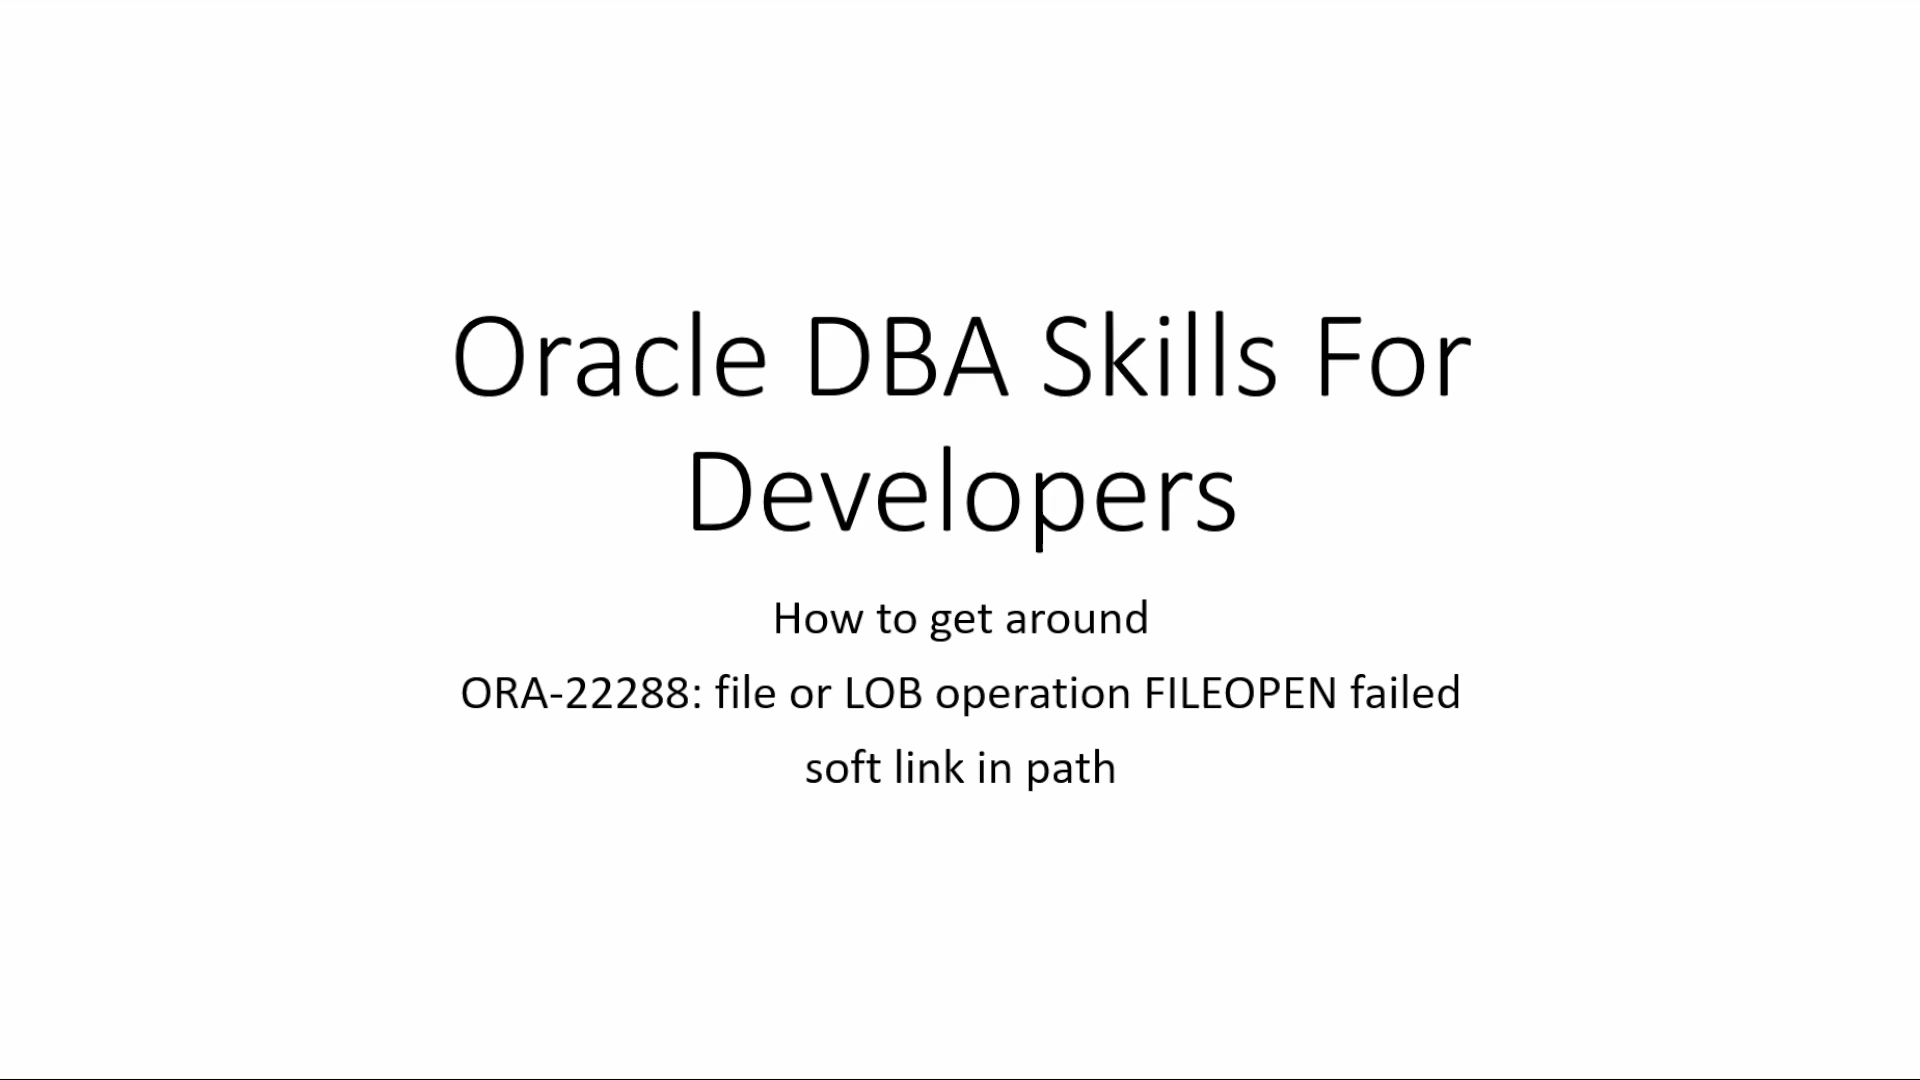 Oracle DBA Skills For
Developers
How to get around
ORA-22288: file or LOB operation FILEOPEN failed
soft link in path